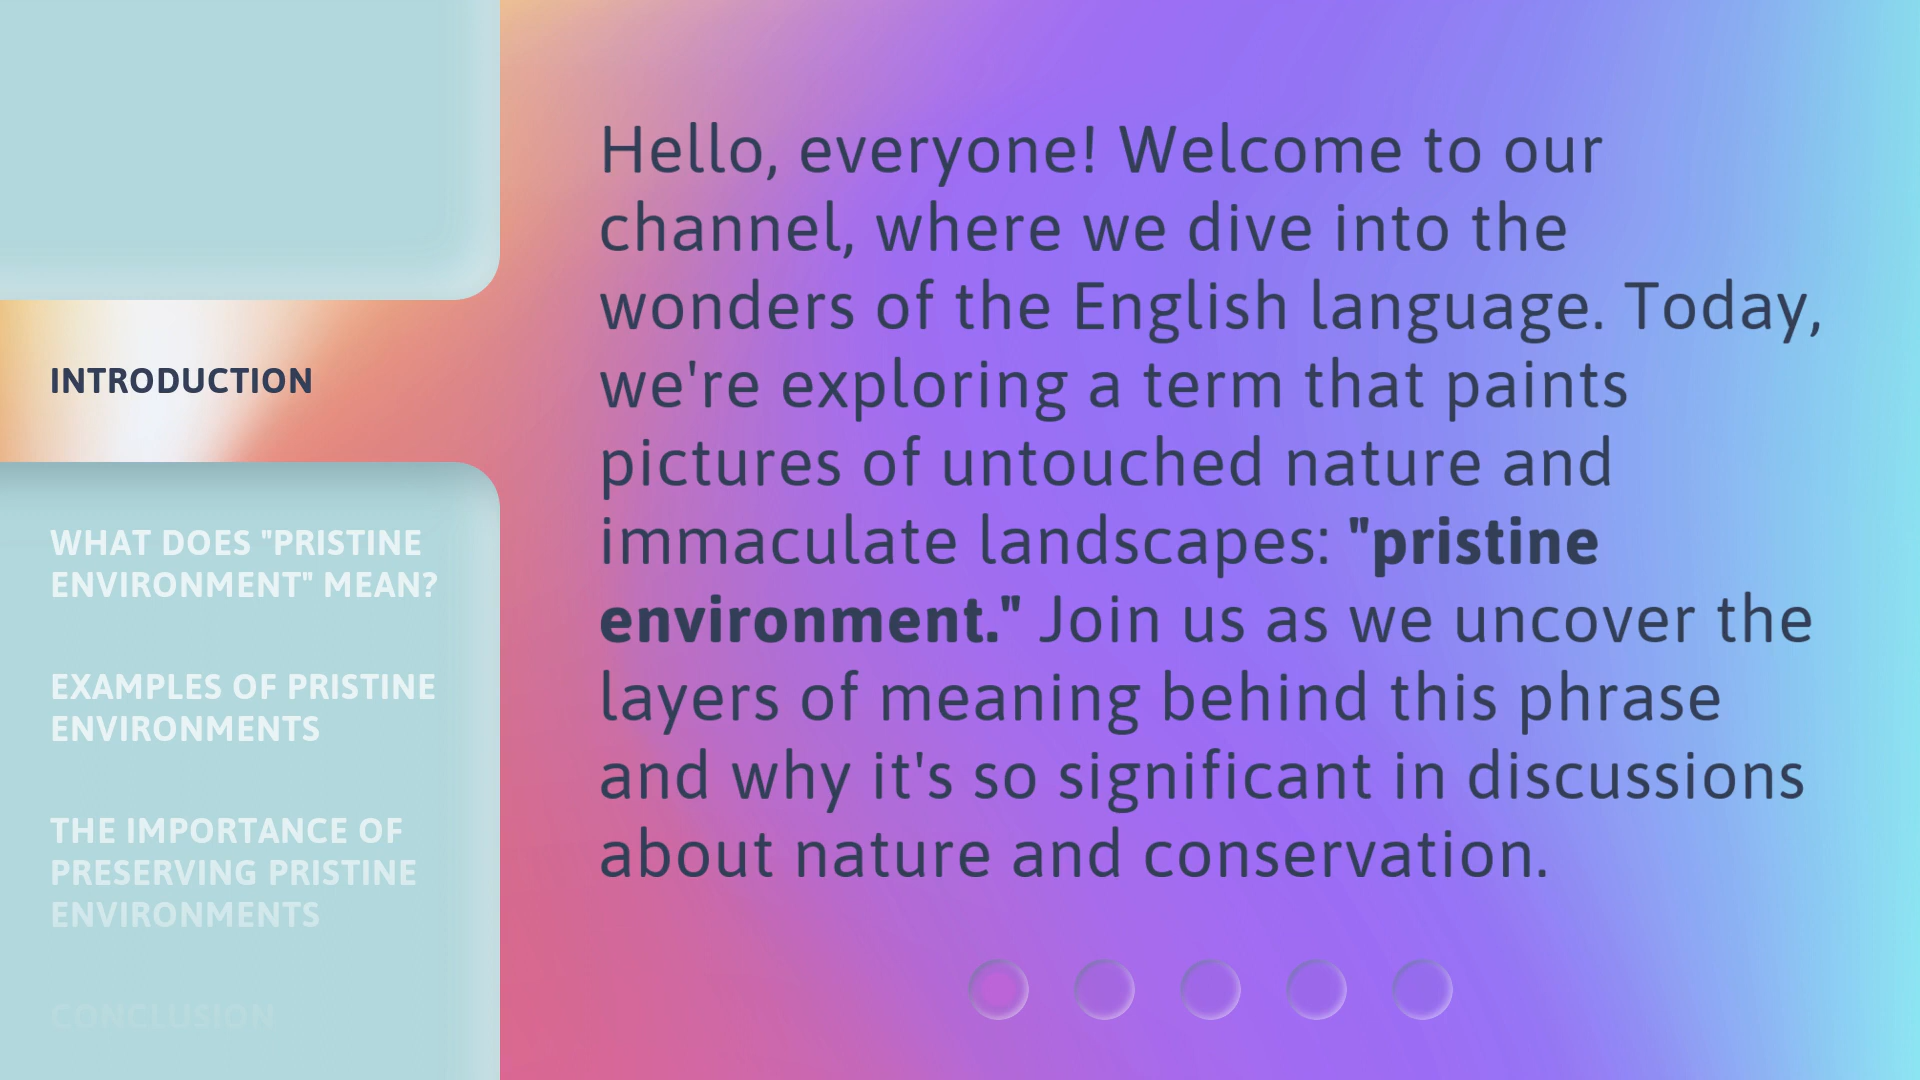 INTRODUCTION
WHAT DOES "PRISTINE
ENVIRONMENT" MEAN?
EXAMPLES OF PRISTINE
ENVIRONMENTS
THE IMPORTANCE OF
PRESERVING PRISTINE
ENVIRONMENTS
CONCLUSION
Hello, everyone! Welcome to our
channel, where we dive into the
wonders of the English language. Today,
we're exploring a term that paints
pictures of untouched nature and
immaculate landscapes: "pristine
environment." Join us as we uncover the
layers of meaning behind this phrase
and why it's so significant in discussions
about nature and conservation.